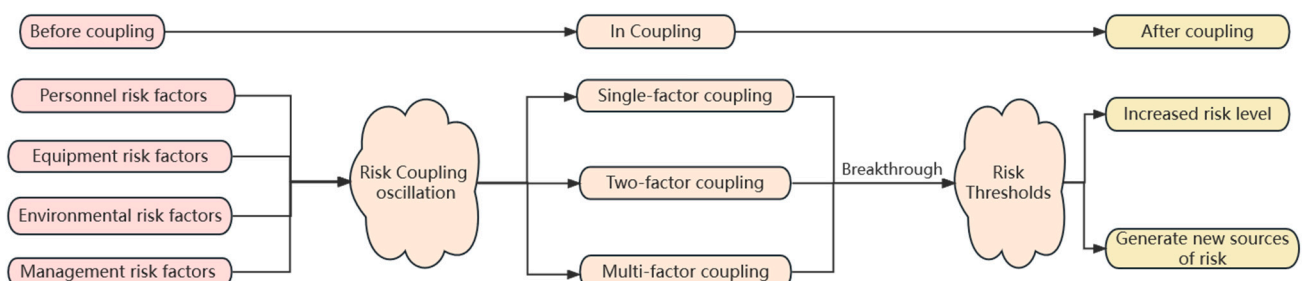 Before coupling
In Coupling
After coupling
Personnel risk factors
Equipment risk factors
Environmental risk factors
Management risk factors
Risk Coupling
oscillation
Single-factor coupling
Two-factor coupling
Multi-factor coupling
Breakthrough
Risk
Thresholds
Increased risk level
Generate new sources
of risk